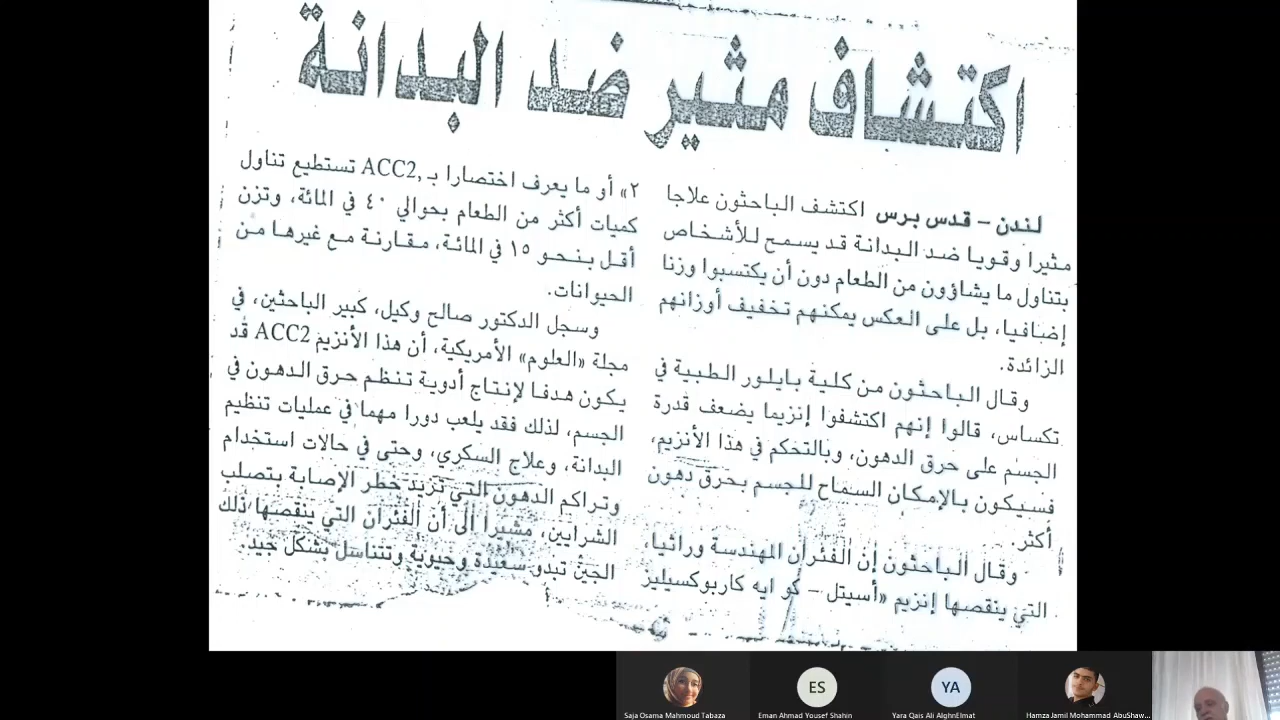 اكتشاف مثير ضد البدانة
لندن - قدس برس اكتشف الباحثون علاجا
مثيرا وقويا ضد البدانة قد يسمح للأشخاص
بتناول ما يشاؤون من الطعام دون أن يكتسبوا وزنا
إضافيا، بل على العكس يمكنهم تخفيف أوزانهم
الزائدة.
وقال الباحثون من كلية بايلور الطبية في
تكساس، قالوا إنهم اكتشفوا إنزيما يضعف قدرة
الجسم على حرق الدهون، وبالتحكم في هذا الأنزيم،
فسيكون بالإمكان السماح للجسم بحرق دهون
أكثر.
وقال الباحثون إن الفئران المهندسة وراثيا،
التي ينقصها إنزيم «أسيتل - كو ايه كاربوكسيليز
٢» أو ما يعرف اختصارا بـ ,ACC2 تستطيع تناول
كميات أكثر من الطعام بحوالي ٤٠ في المائة، وتزن
أقل بنحو ١٥ في المائة، مقارنة مع غيرها من
الحيوانات.
وسجل الدكتور صالح وكيل، كبير الباحثين، في
مجلة «العلوم» الأمريكية، أن هذا الأنزيم ACC2 قد
يكون هدفا لإنتاج أدوية تنظم حرق الدهون في
الجسم، لذلك فقد يلعب دورا مهما في عمليات تنظيم
البدانة، وعلاج السكري، وحتى في حالات استخدام
وتراكم الدهون التي تزيد خطر الإصابة بتصلب
الشرايين، مشيرا الى أن الفئران التي ينقصها ذلك
الجين تبدو سعيدة وحيوية وتتناسل بشكل جيد.
ES
YA
Saja Osama Mahmoud Tabaza
Eman Ahmad Yousef Shahin
Yara Qais Ali AlghnEimat
Hamza Jamil Mohammad AbuShaw...